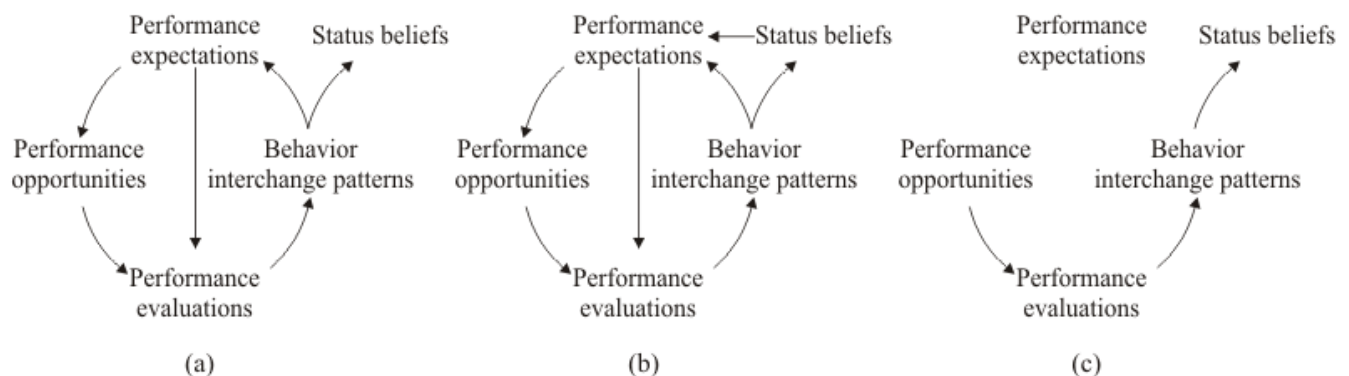 Performance
expectations
Status beliefs
Performance
opportunities
Behavior
interchange patterns
Performance
evaluations
(a)
Performance
expectations
Status beliefs
Performance
opportunities
Behavior
interchange patterns
Performance
evaluations
(b)
Performance
expectations
Status beliefs
Performance
opportunities
Behavior
interchange patterns
Performance
evaluations
(c)